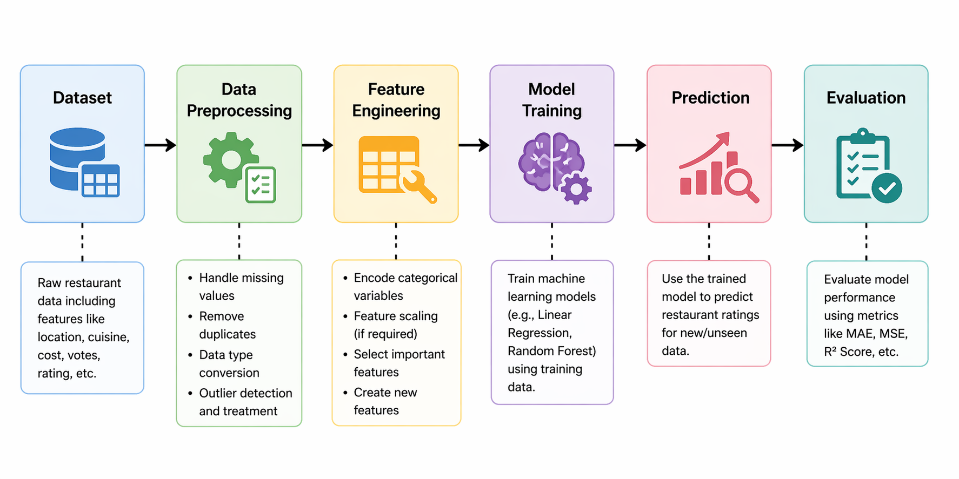 Dataset
Data
Preprocessing
Feature
Engineering
Model
Training
Prediction
Evaluation
Raw restaurant
data including
features like
location, cuisine,
cost, votes,
rating, etc.
• Handle missing
values
• Remove
duplicates
• Data type
conversion
• Outlier detection
and treatment
• Encode categorical
variables
• Feature scaling
(if required)
• Select important
features
• Create new
features
Train machine
learning models
(e.g., Linear
Regression,
Random Forest)
using training
data.
Use the trained
model to predict
restaurant ratings
for new/unseen
data.
Evaluate model
performance
using metrics
like MAE, MSE,
R² Score, etc.